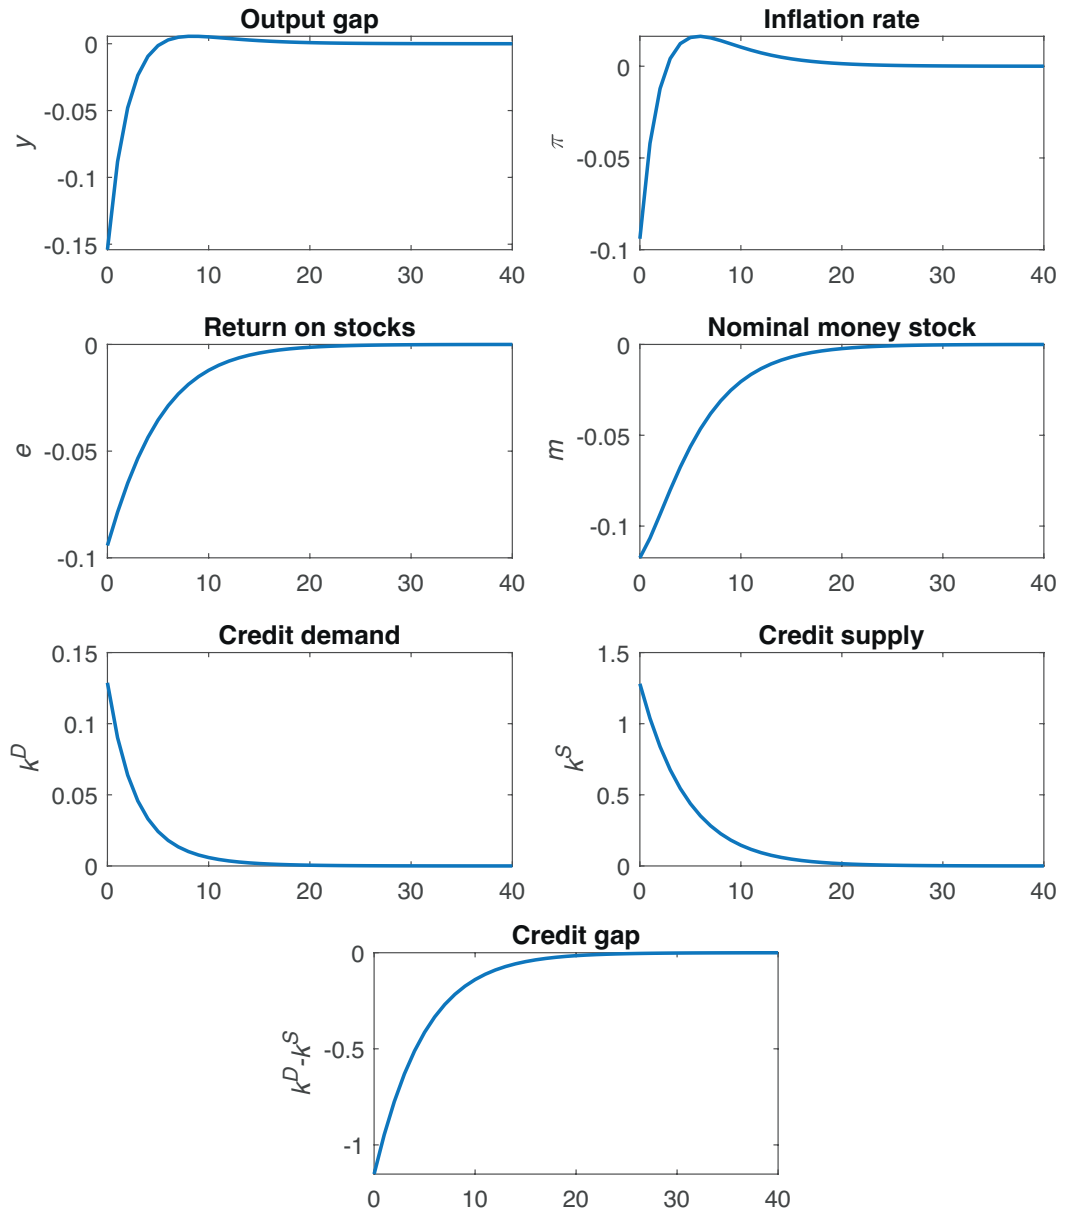 Output gap
0
-0.05
-0.1
-0.15
y
0 10 20 30 40
Inflation rate
0
-0.05
-0.1
π
0 10 20 30 40
Return on stocks
0
-0.05
-0.1
e
0 10 20 30 40
Nominal money stock
0
-0.05
-0.1
m
0 10 20 30 40
Credit demand
0.15
0.1
0.05
0
k^D
0 10 20 30 40
Credit supply
1.5
1
0.5
0
k^S
0 10 20 30 40
Credit gap
0
-0.5
-1
k^D-k^S
0 10 20 30 40